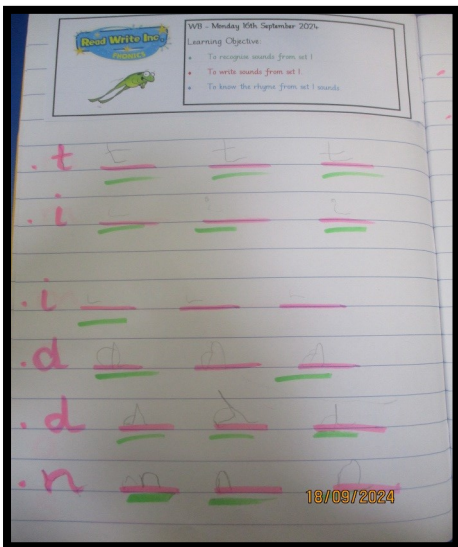 Read Write Inc.
PHONICS
WB - Monday 16th September 2024
Learning Objective:
• To recognise sounds from set 1
• To write sounds from set 1
• To know the rhyme from set 1 sounds
. t t t t
. i i i i
. i
. d d d d
. d d d d
. n n n
18/09/2024